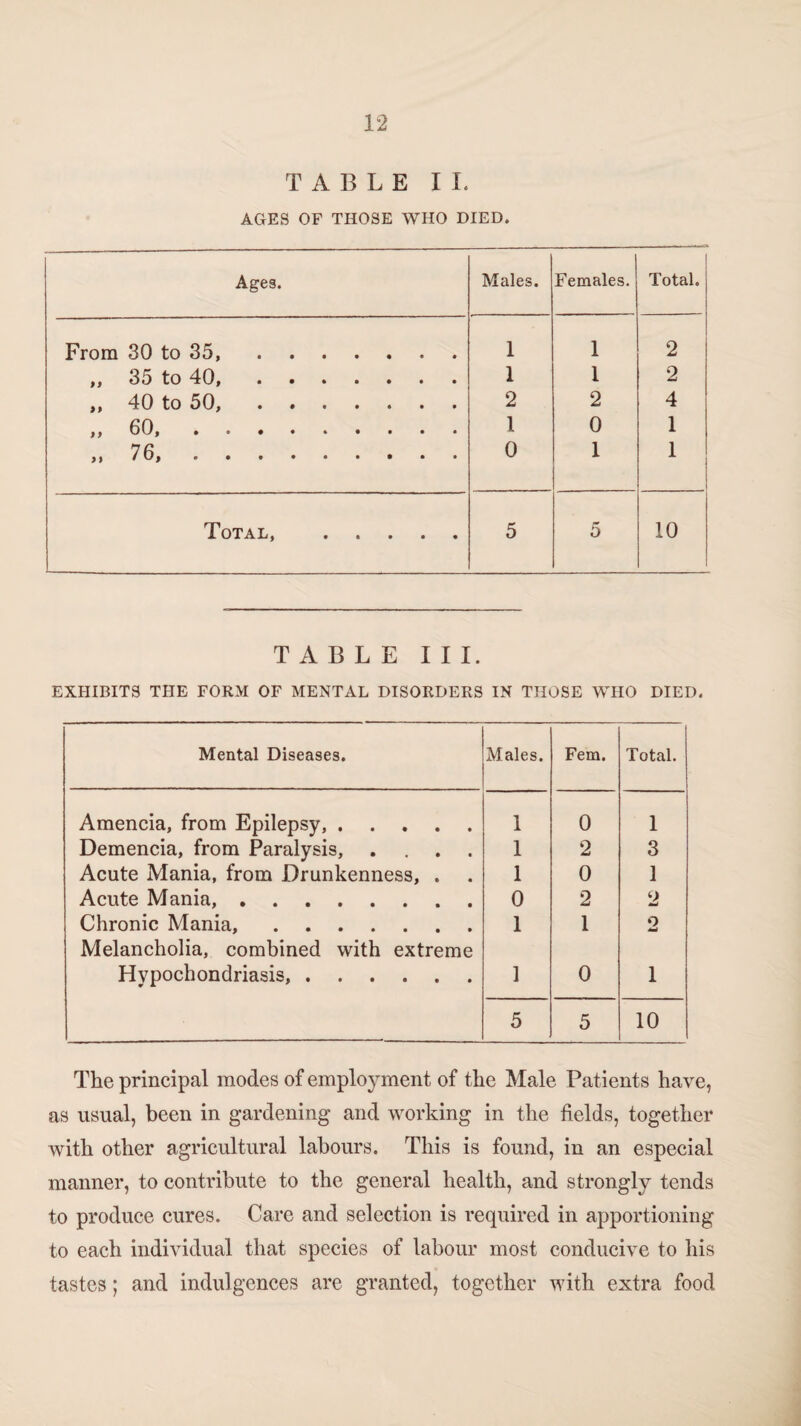 12
TABLE II.
AGES OF THOSE WHO DIED.
Ages. Males. Females. Total.
From 30 to 35, . . . . . . . 1 1 2
„ 35 to 40, . . . . . . . 1 1 2
„ 40 to 50, . . . . . . . 2 2 4
„ 60, . . . . . . . . . 1 0 1
„ 76, . . . . . . . . . 0 1 1
TOTAL, . . . . . 5 5 10
TABLE III.
EXHIBITS THE FORM OF MENTAL DISORDERS IN THOSE WHO DIED.
Mental Diseases. Males. Fem. Total.
Amencia, from Epilepsy, . . . . . 1 0 1
Demencia, from Paralysis, . . . . 1 2 3
Acute Mania, from Drunkenness, . . 1 0 1
Acute Mania, . . . . . . . . 0 2 2
Chronic Mania, . . . . . . . 1 1 2
Melancholia, combined with extreme
Hypochondriasis, . . . . . . 1 0 1
5 5 10
The principal modes of employment of the Male Patients have,
as usual, been in gardening and working in the fields, together
with other agricultural labours. This is found, in an especial
manner, to contribute to the general health, and strongly tends
to produce cures. Care and selection is required in apportioning
to each individual that species of labour most conducive to his
tastes; and indulgences are granted, together with extra food